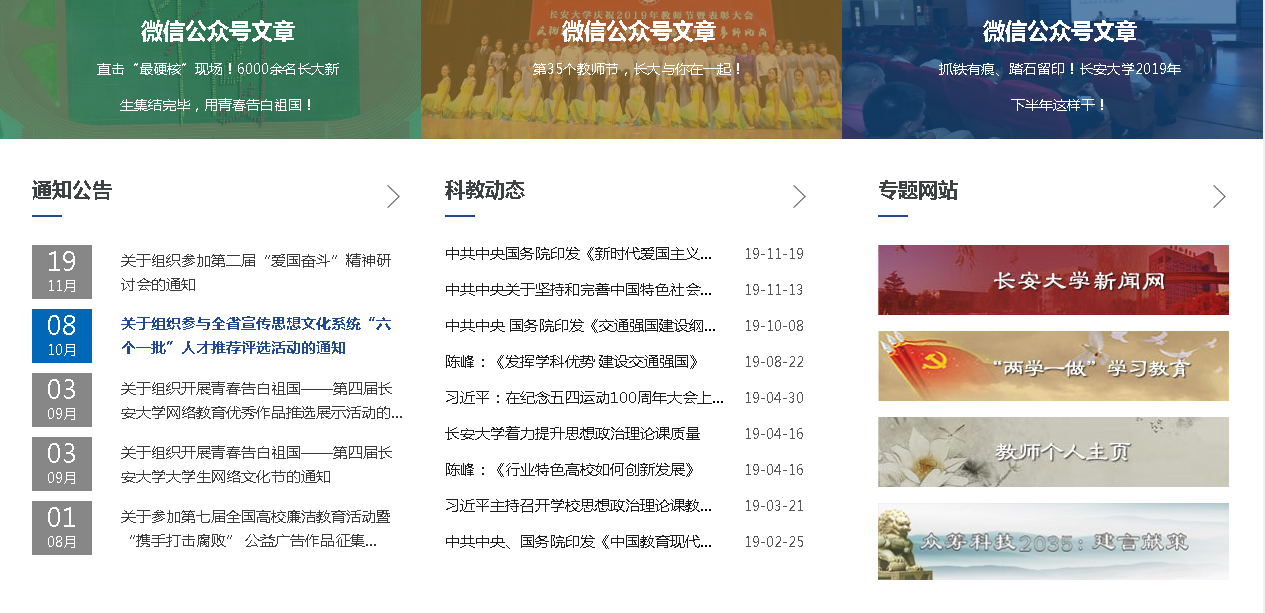 长安大学庆祝2019年教师节暨表彰大会
微信公众号文章
直击“最硬核”现场！6000余名长大新
生集结完毕，用青春告白祖国！
微信公众号文章
第35个教师节，长大与你在一起！
微信公众号文章
抓铁有痕、踏石留印！长安大学2019年
下半年这样干！
通知公告
19
11月
关于组织参加第二届“爱国奋斗”精神研
讨会的通知
08
10月
关于组织参与全省宣传思想文化系统“六
个一批”人才推荐评选活动的通知
03
09月
关于组织开展青春告白祖国——第四届长
安大学网络教育优秀作品推选展示活动的...
03
09月
关于组织开展青春告白祖国——第四届长
安大学大学生网络文化节的通知
01
08月
关于参加第七届全国高校廉洁教育活动暨
“携手打击腐败” 公益广告作品征集...
科教动态
中共中央国务院印发《新时代爱国主义... 19-11-19
中共中央关于坚持和完善中国特色社会... 19-11-13
中共中央 国务院印发《交通强国建设纲... 19-10-08
陈峰：《发挥学科优势 建设交通强国》 19-08-22
习近平：在纪念五四运动100周年大会上... 19-04-30
长安大学着力提升思想政治理论课质量 19-04-16
陈峰：《行业特色高校如何创新发展》 19-04-16
习近平主持召开学校思想政治理论课教... 19-03-21
中共中央、国务院印发《中国教育现代... 19-02-25
专题网站
长安大学新闻网
“两学一做”学习教育
教师个人主页
众筹科技2035：建言献策